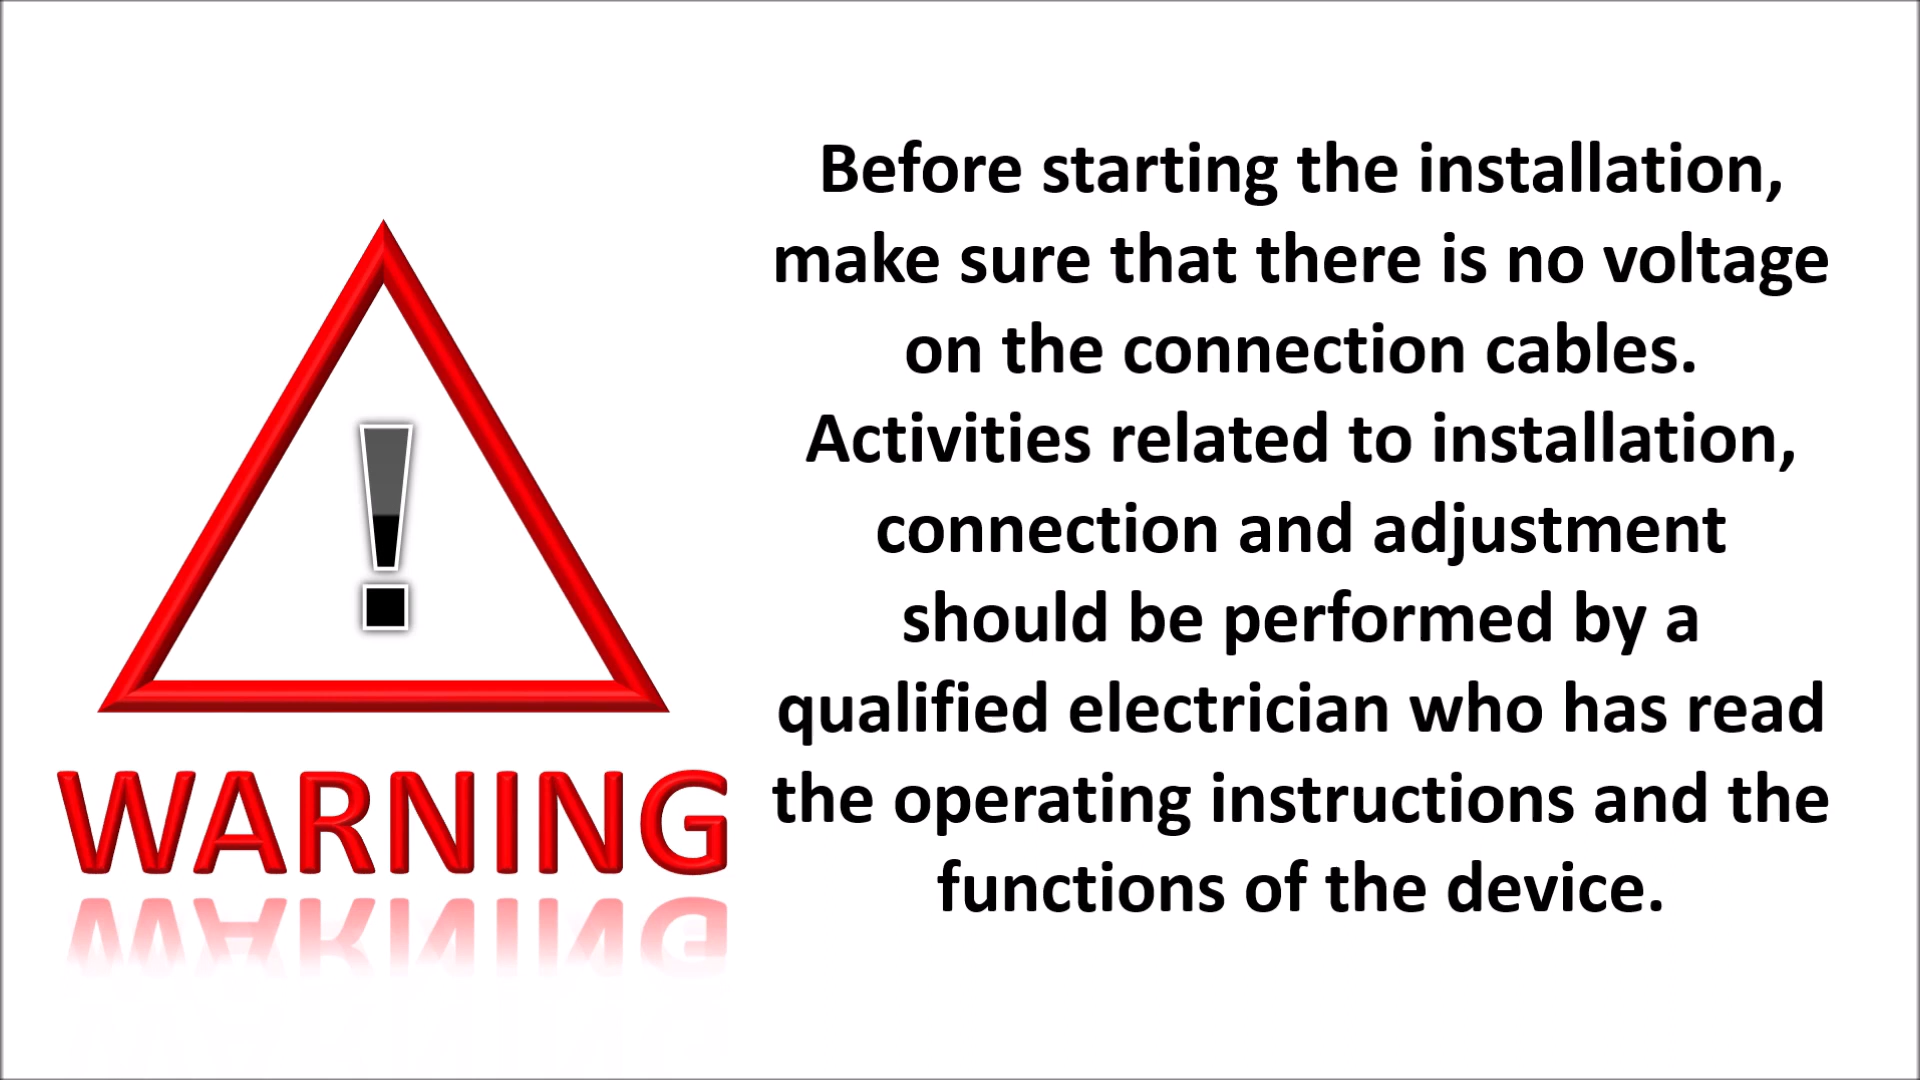 !
WARNING
Before starting the installation,
make sure that there is no voltage
on the connection cables.
Activities related to installation,
connection and adjustment
should be performed by a
qualified electrician who has read
the operating instructions and the
functions of the device.